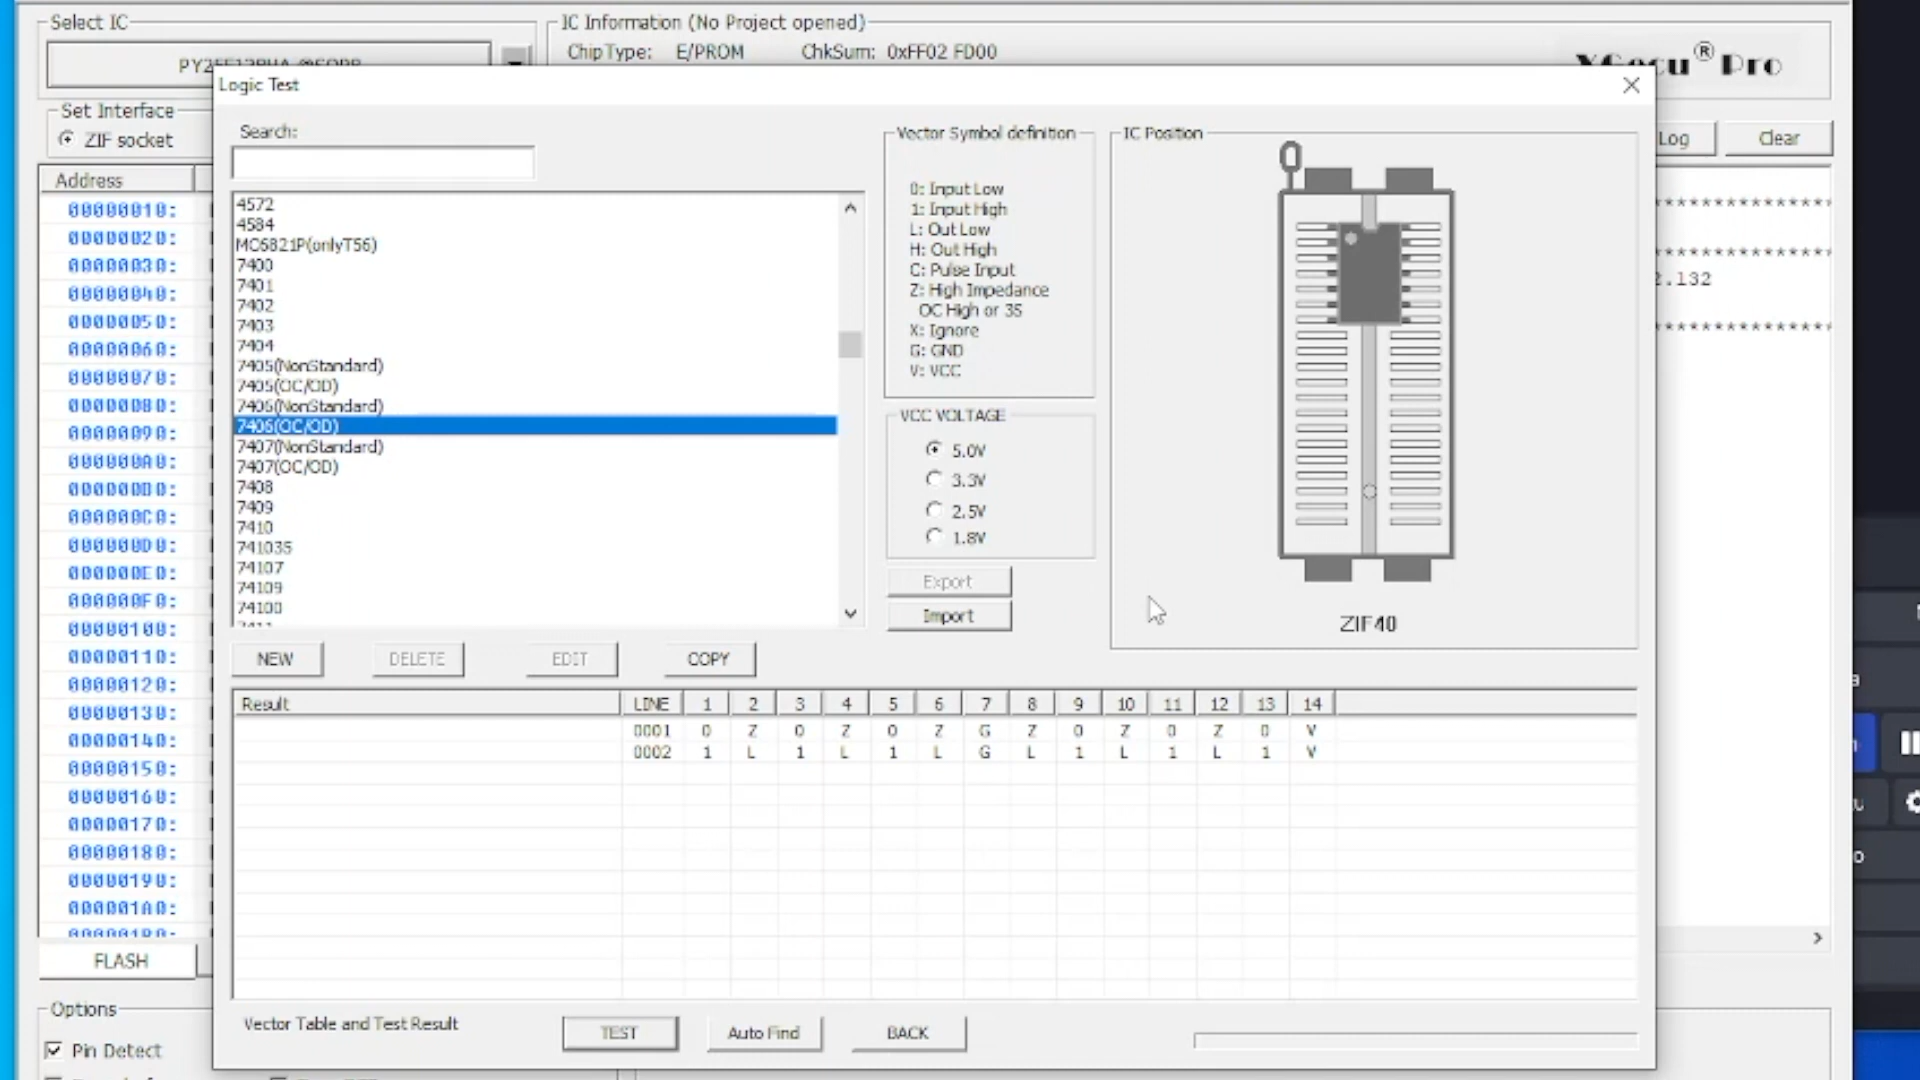 Select IC
IC Information (No Project opened)
ChipType: E/PROM ChkSum: 0xFF02 FD00
Pro
Set Interface
ZIF socket
Log
Clear
Address
00000010:
00000020:
00000030:
00000040:
00000050:
00000060:
00000070:
00000080:
00000090:
000000A0:
000000B0:
000000C0:
000000D0:
000000E0:
000000F0:
00000100:
00000110:
00000120:
00000130:
00000140:
00000150:
00000160:
00000170:
00000180:
00000190:
000001A0:
000001B0:
2.132
Logic Test
Search:
4572
4584
MC6821P(onlyT56)
7400
7401
7402
7403
7404
7405(NonStandard)
7405(OC/OD)
7406(NonStandard)
7406(OC/OD)
7407(NonStandard)
7407(OC/OD)
7408
7409
7410
741035
74107
74109
74100
7411
Vector Symbol definition
0: Input Low
1: Input High
L: Out Low
H: Out High
C: Pulse Input
Z: High Impedance
OC High or 3S
X: Ignore
G: GND
V: VCC
VCC VOLTAGE
5.0V
3.3V
2.5V
1.8V
Export
Import
IC Position
ZIF40
NEW
DELETE
EDIT
COPY
Result LINE 1 2 3 4 5 6 7 8 9 10 11 12 13 14
0001 0 Z 0 Z 0 Z G Z 0 Z 0 Z 0 V
0002 1 L 1 L 1 L G L 1 L 1 L 1 V
Vector Table and Test Result
TEST
Auto Find
BACK
FLASH
Options
Pin Detect